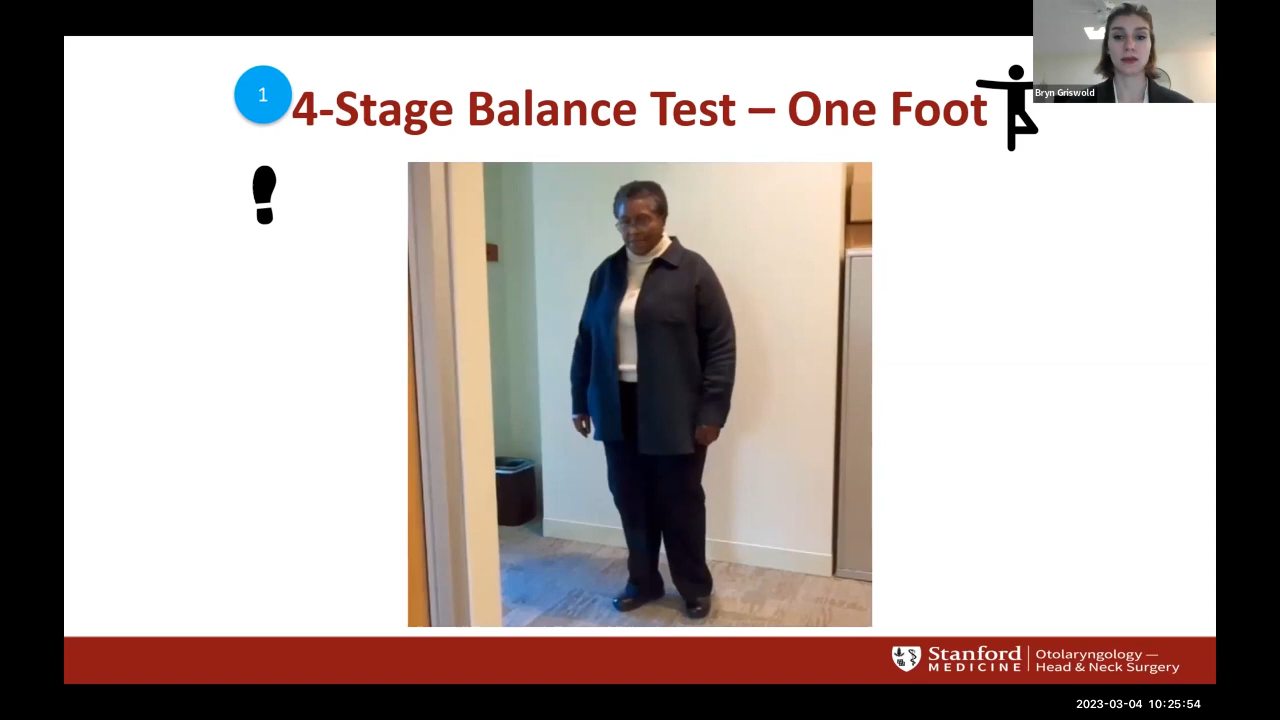 1
4-Stage Balance Test – One Foot
Bryn Griswold
Stanford
MEDICINE
Otolaryngology —
Head & Neck Surgery
2023-03-04 10:25:54